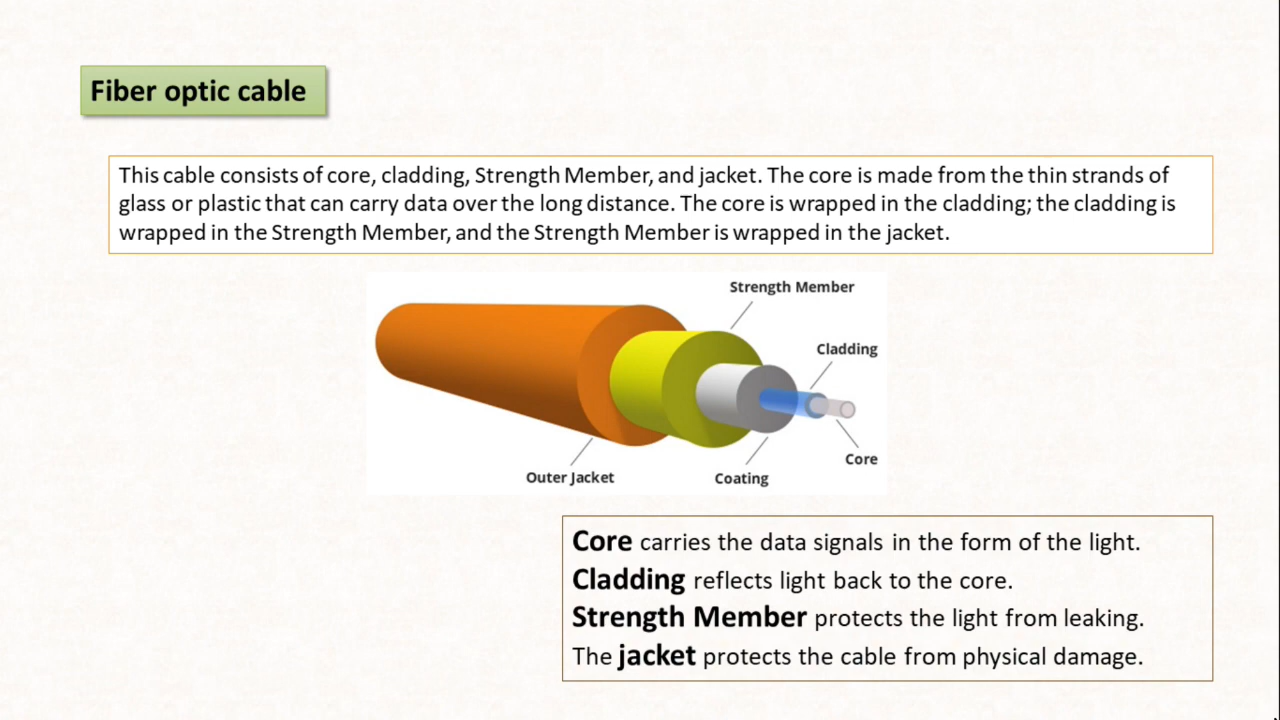 Fiber optic cable
This cable consists of core, cladding, Strength Member, and jacket. The core is made from the thin strands of
glass or plastic that can carry data over the long distance. The core is wrapped in the cladding; the cladding is
wrapped in the Strength Member, and the Strength Member is wrapped in the jacket.
Strength Member
Cladding
Core
Outer Jacket
Coating
Core carries the data signals in the form of the light.
Cladding reflects light back to the core.
Strength Member protects the light from leaking.
The jacket protects the cable from physical damage.